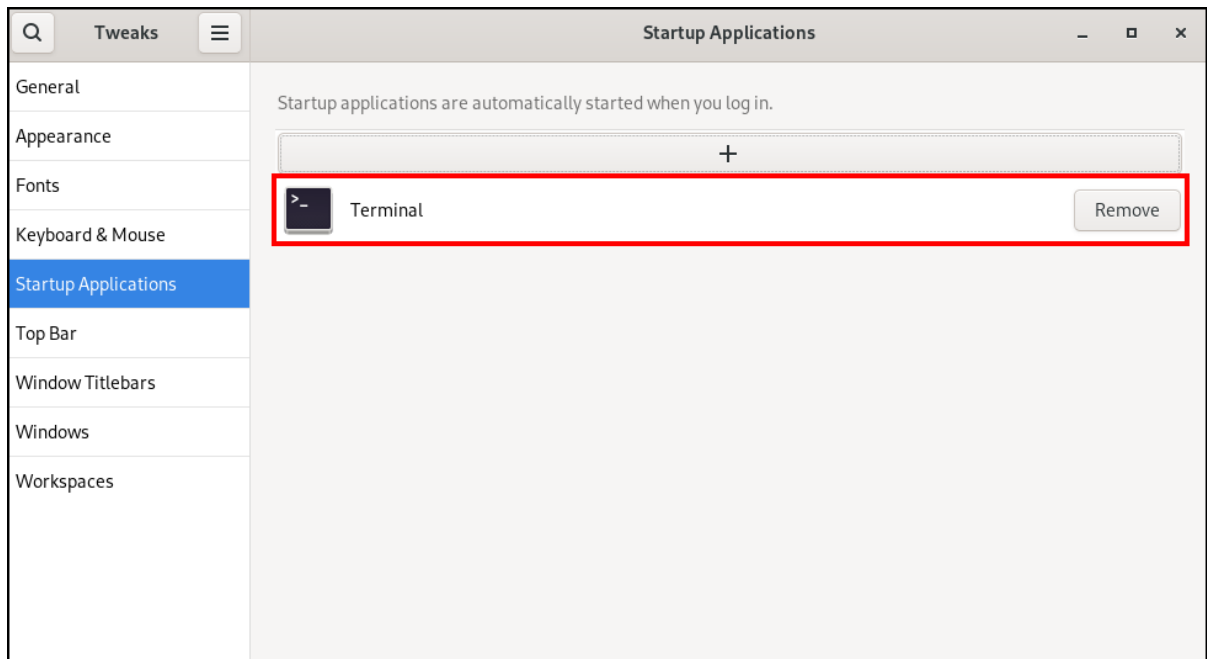 Tweaks
Startup Applications
General
Appearance
Fonts
Keyboard & Mouse
Startup Applications
Top Bar
Window Titlebars
Windows
Workspaces
Startup applications are automatically started when you log in.
+
>_
Terminal
Remove